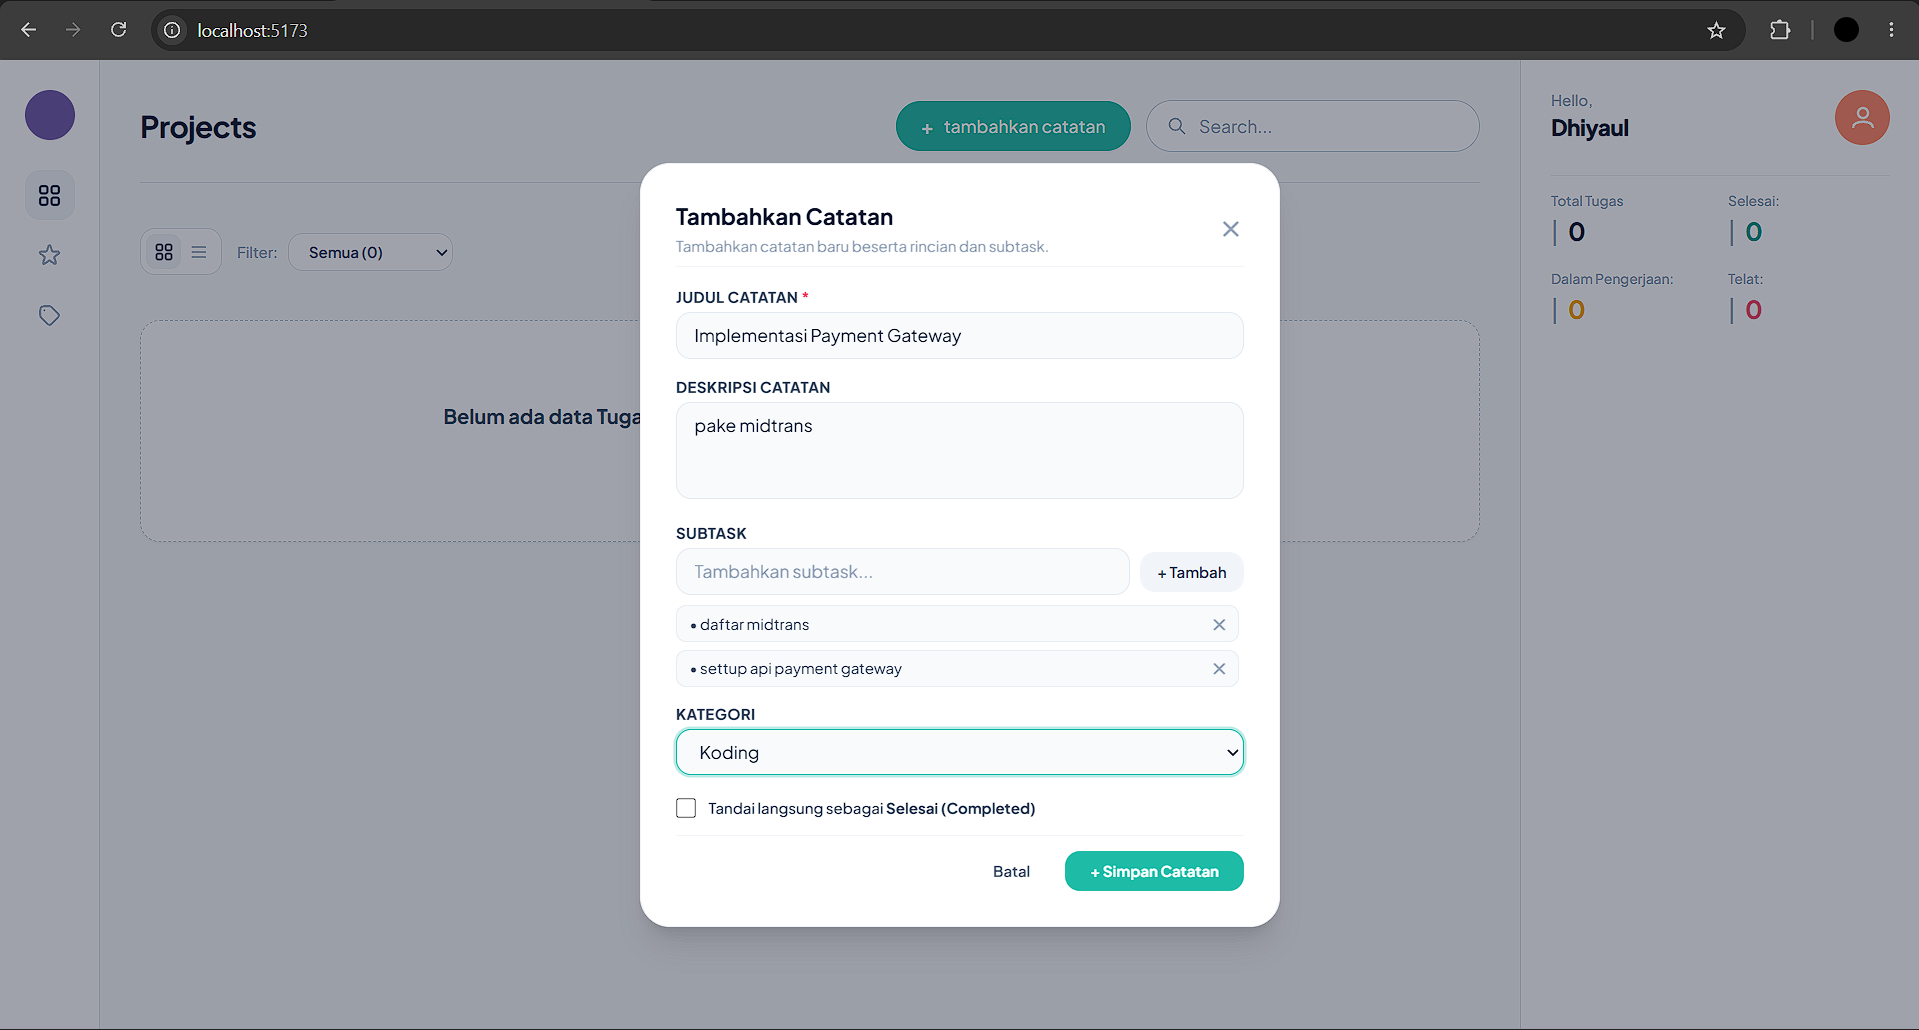 localhost:5173
Projects
+ tambahkan catatan
Search...
Hello,
Dhiyaul
Total Tugas
0
Selesai:
0
Dalam Pengerjaan:
0
Telat:
0
Filter:
Semua (0)
Belum ada data Tuga
Tambahkan Catatan
Tambahkan catatan baru beserta rincian dan subtask.
JUDUL CATATAN *
Implementasi Payment Gateway
DESKRIPSI CATATAN
pake midtrans
SUBTASK
Tambahkan subtask...
+ Tambah
• daftar midtrans
• settup api payment gateway
KATEGORI
Koding
Tandai langsung sebagai Selesai (Completed)
Batal
+ Simpan Catatan